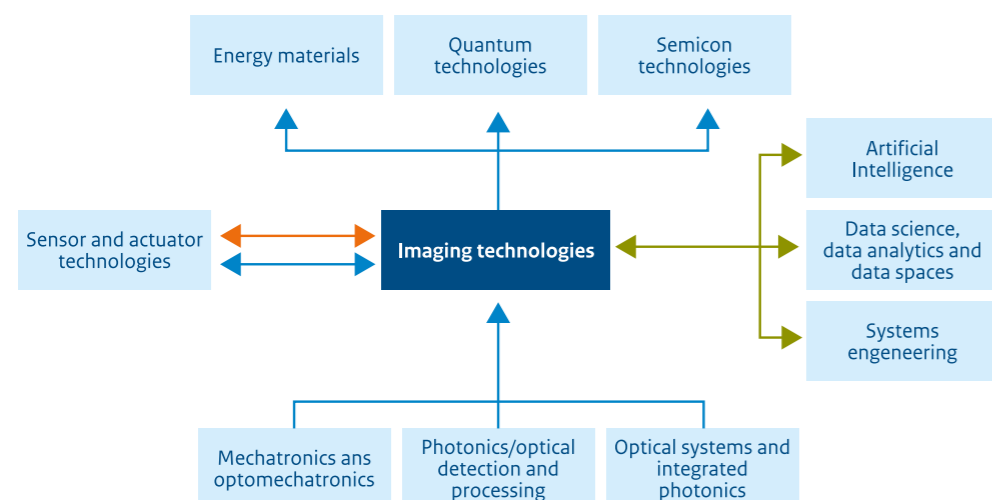 Energy materials
Quantum
technologies
Semicon
technologies
Artificial
Intelligence
Sensor and actuator
technologies
Imaging technologies
Data science,
data analytics and
data spaces
Systems
engeneering
Mechatronics ans
optomechatronics
Photonics/optical
detection and
processing
Optical systems and
integrated
photonics